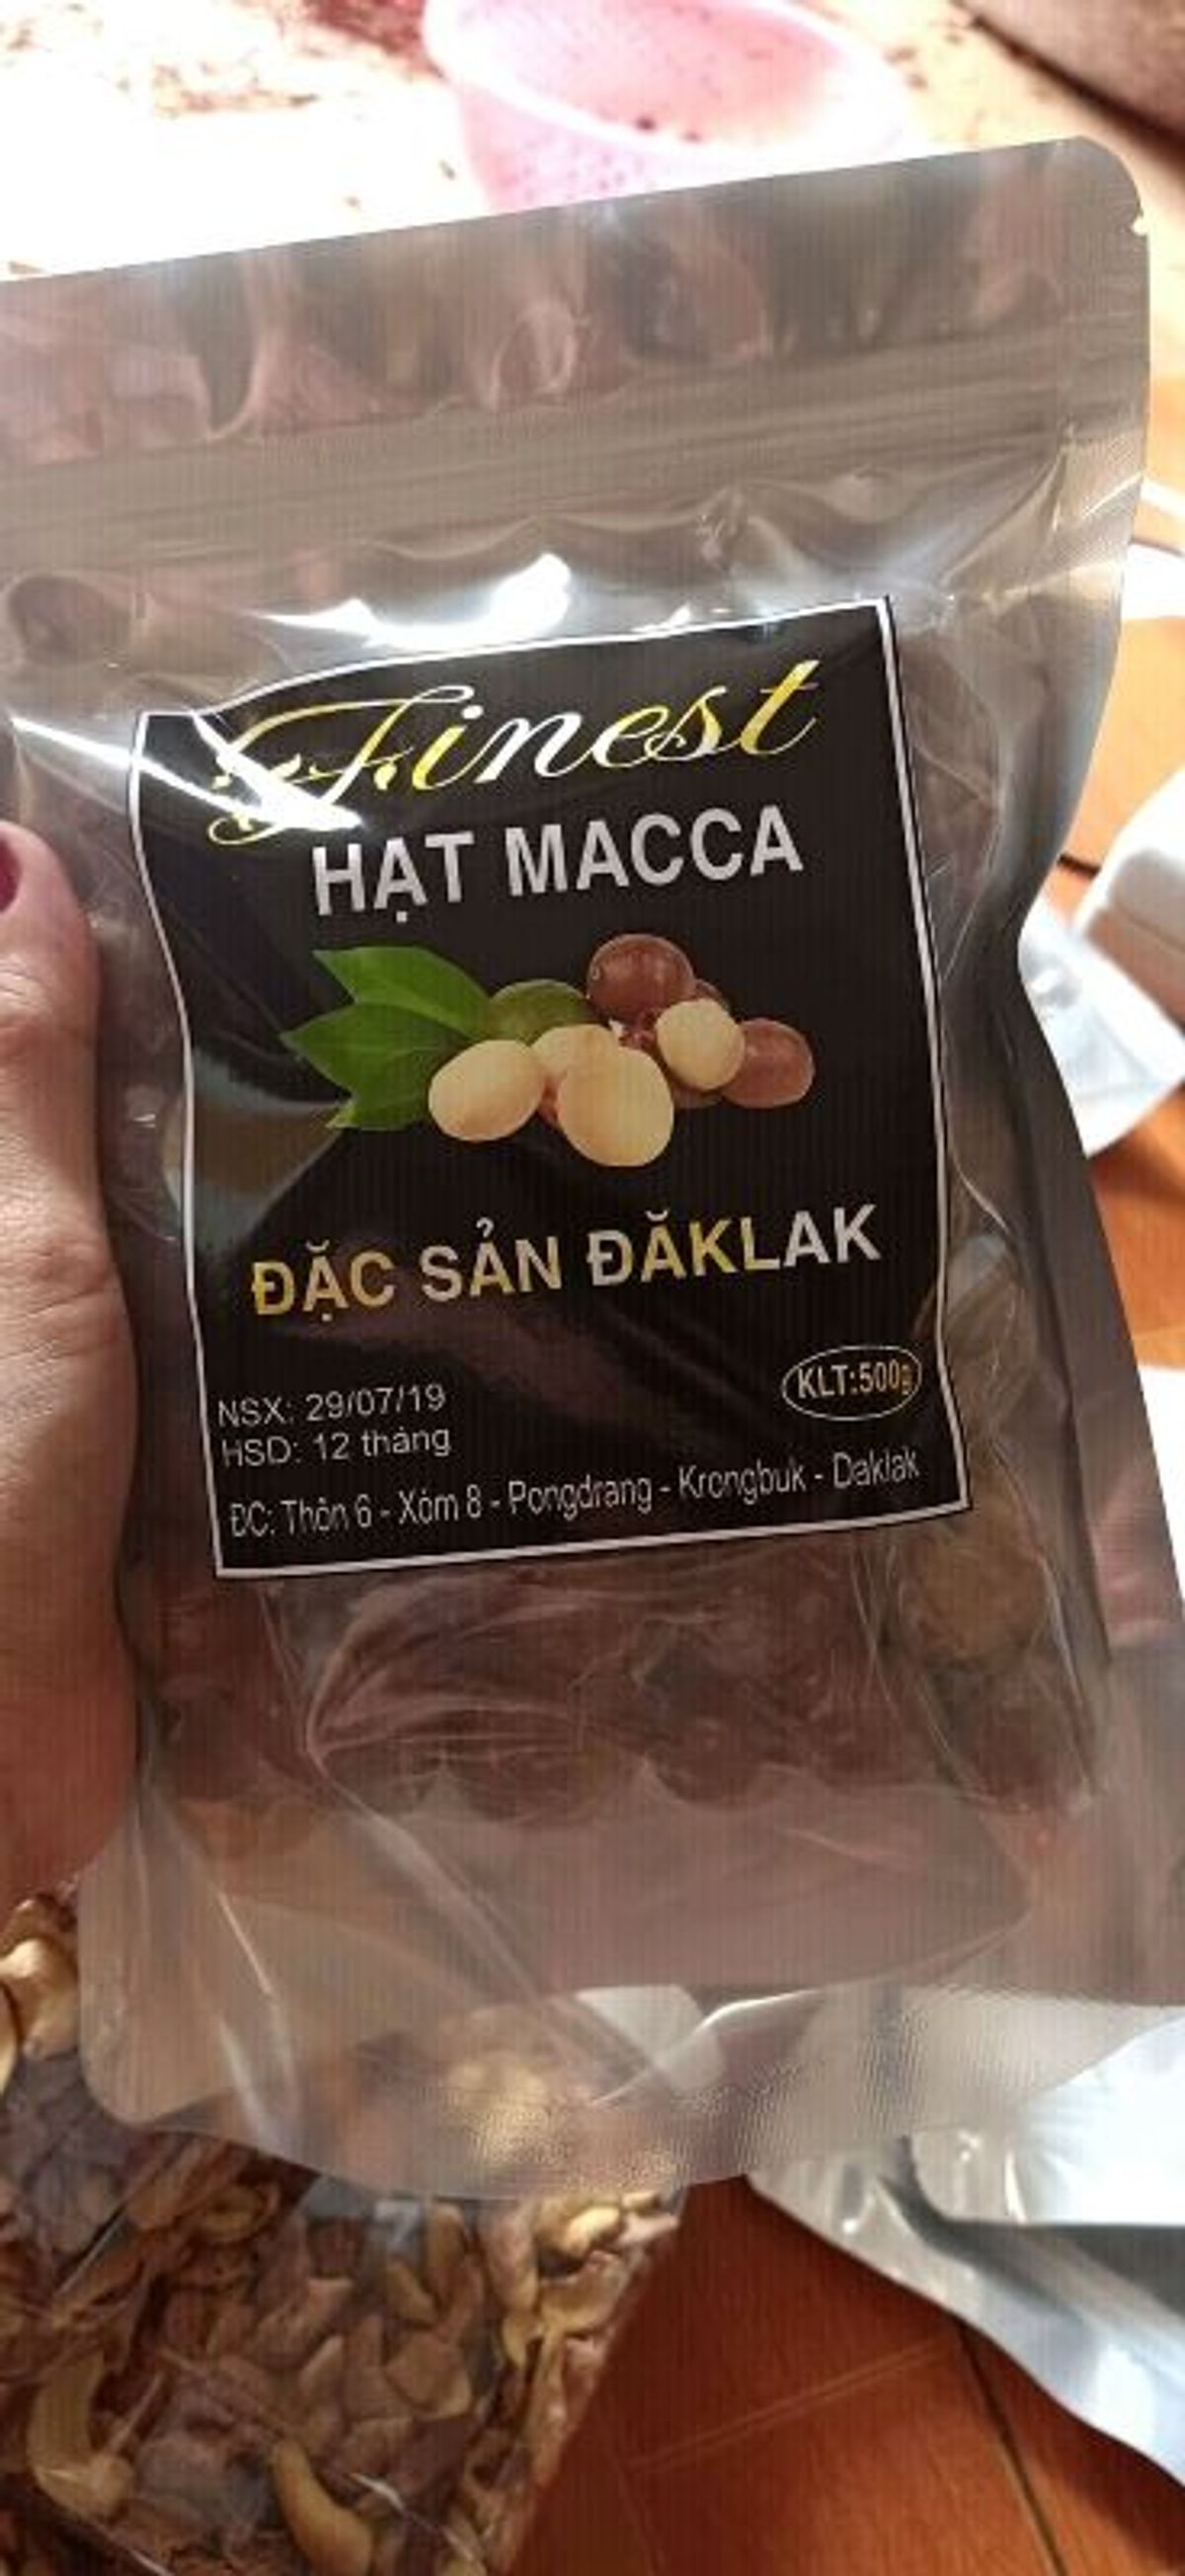 Finest
HẠT MACCA
ĐẶC SẢN ĐĂKLAK
KLT:500g
NSX: 29/07/19
HSD: 12 tháng
ĐC: Thôn 6 - Xóm 8 - Pongdrang - Krongbuk - Daklak